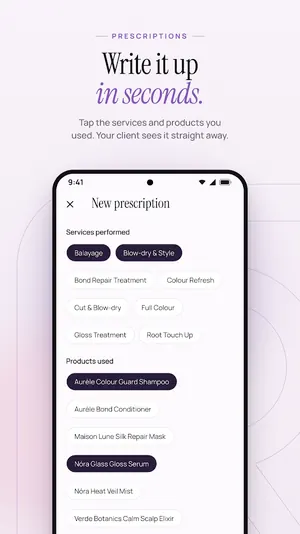 PRESCRIPTIONS
Write it up
in seconds.
Tap the services and products you
used. Your client sees it straight away.
9:41
New prescription
Services performed
Balayage
Blow-dry & Style
Bond Repair Treatment
Colour Refresh
Cut & Blow-dry
Full Colour
Gloss Treatment
Root Touch Up
Products used
Aurèle Colour Guard Shampoo
Aurèle Bond Conditioner
Maison Lune Silk Repair Mask
Nóra Glass Gloss Serum
Nóra Heat Veil Mist
Verde Botanics Calm Scalp Elixir